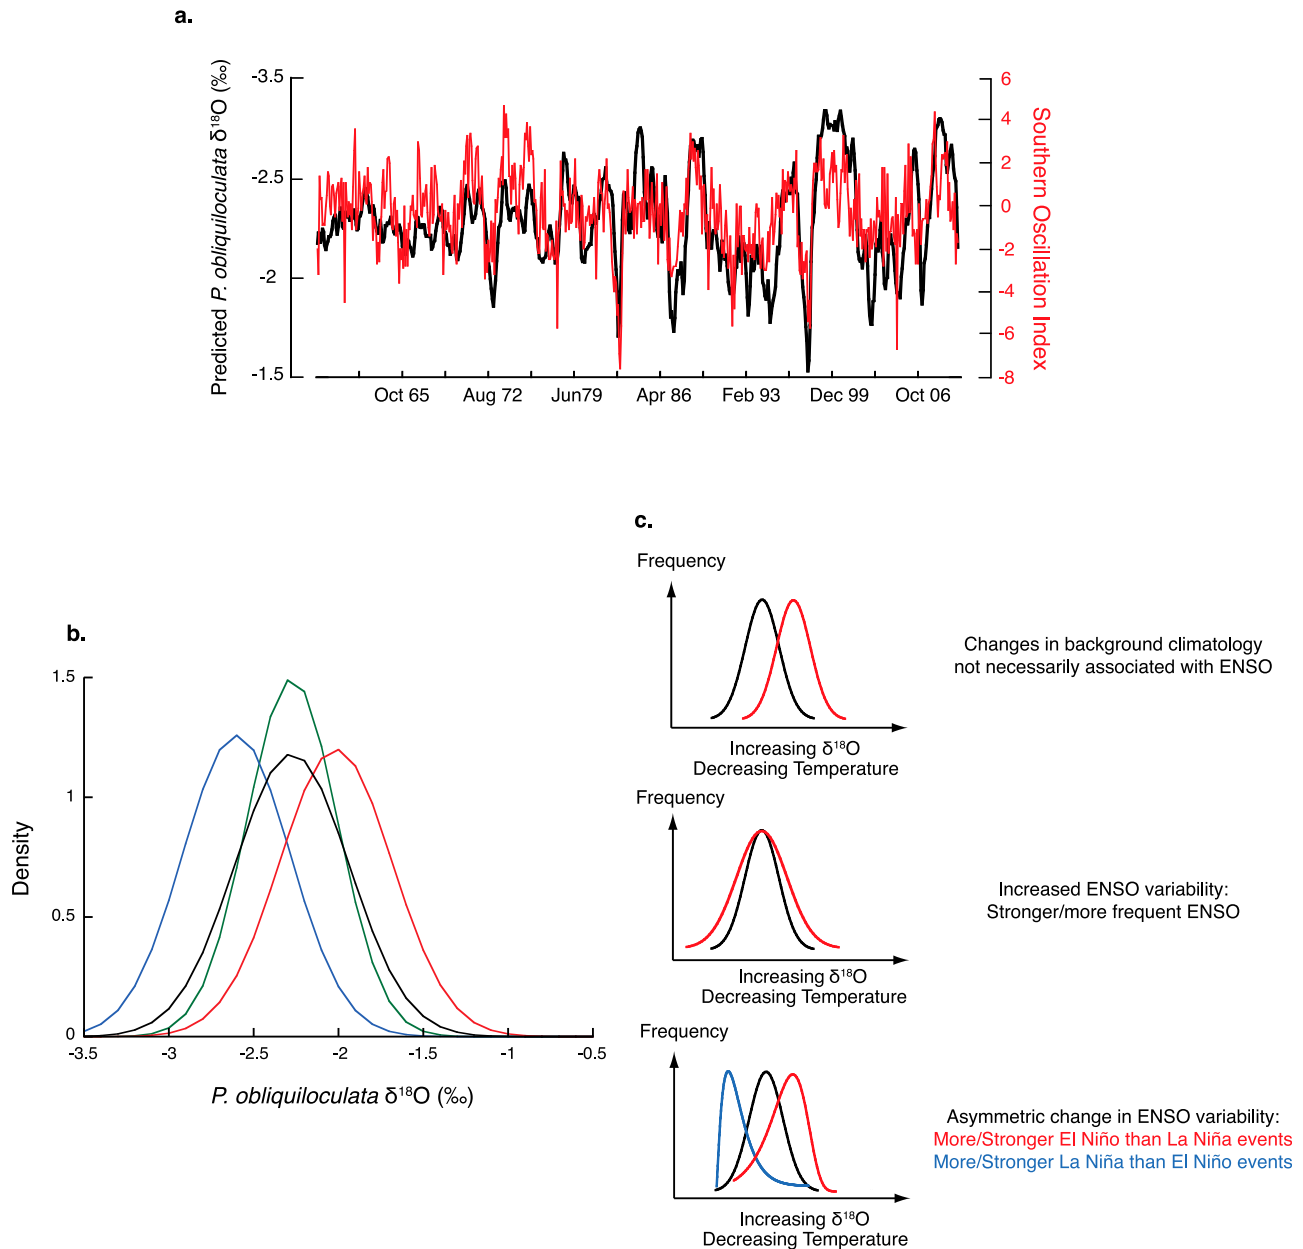 a.
Predicted P. obliquiloculata δ18O (‰)
-3.5
-2.5
-2
-1.5
6
4
2
0
-2
-4
-6
-8
Southern Oscillation Index
Oct 65
Aug 72
Jun79
Apr 86
Feb 93
Dec 99
Oct 06
b.
1.5
1
0.5
0
Density
-3.5
-3
-2.5
-2
-1.5
-1
-0.5
P. obliquiloculata δ18O (‰)
c.
Frequency
Increasing δ18O
Decreasing Temperature
Changes in background climatology
not necessarily associated with ENSO
Frequency
Increasing δ18O
Decreasing Temperature
Increased ENSO variability:
Stronger/more frequent ENSO
Frequency
Increasing δ18O
Decreasing Temperature
Asymmetric change in ENSO variability:
More/Stronger El Niño than La Niña events
More/Stronger La Niña than El Niño events